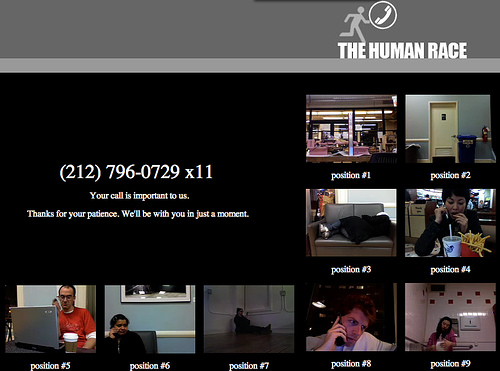 THE HUMAN RACE
(212) 796-0729 x11
Your call is important to us.
Thanks for your patience. We'll be with you in just a moment.
position #1
position #2
position #3
position #4
position #5
position #6
position #7
position #8
position #9